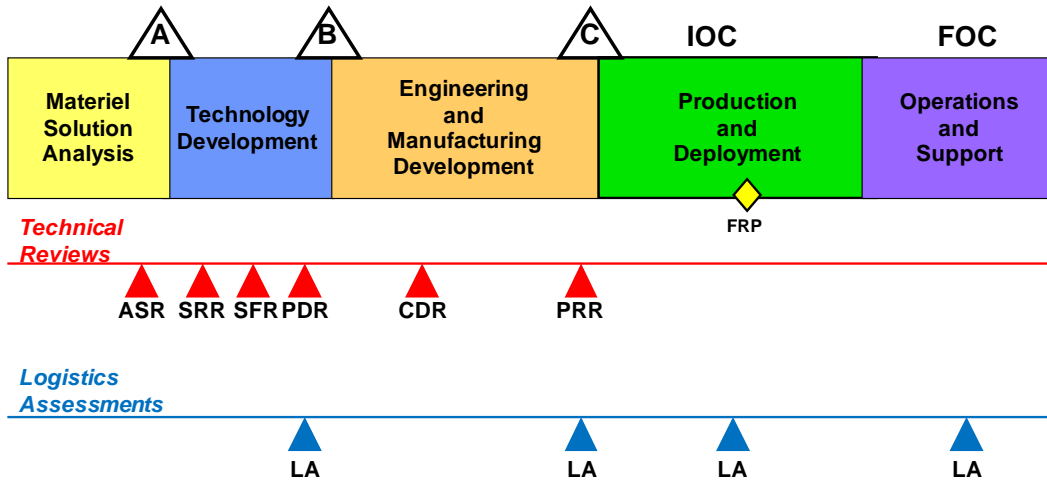 A
B
C
IOC
FOC
Materiel
Solution
Analysis
Technology
Development
Engineering
and
Manufacturing
Development
Production
and
Deployment
Operations
and
Support
FRP
Technical
Reviews
ASR
SRR
SFR
PDR
CDR
PRR
Logistics
Assessments
LA
LA
LA
LA